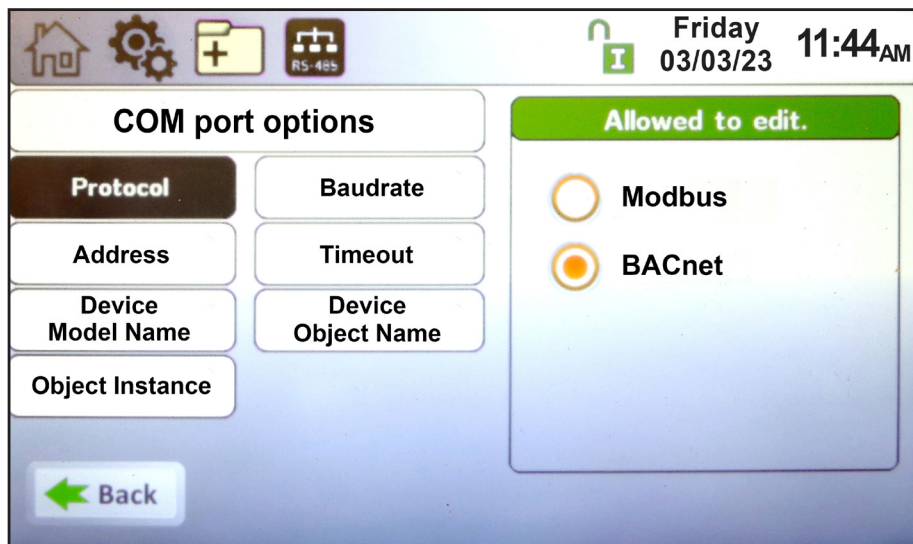 RS-485
I
Friday
03/03/23
11:44AM
COM port options
Allowed to edit.
Protocol
Baudrate
Modbus
Address
Timeout
BACnet
Device
Model Name
Device
Object Name
Object Instance
Back